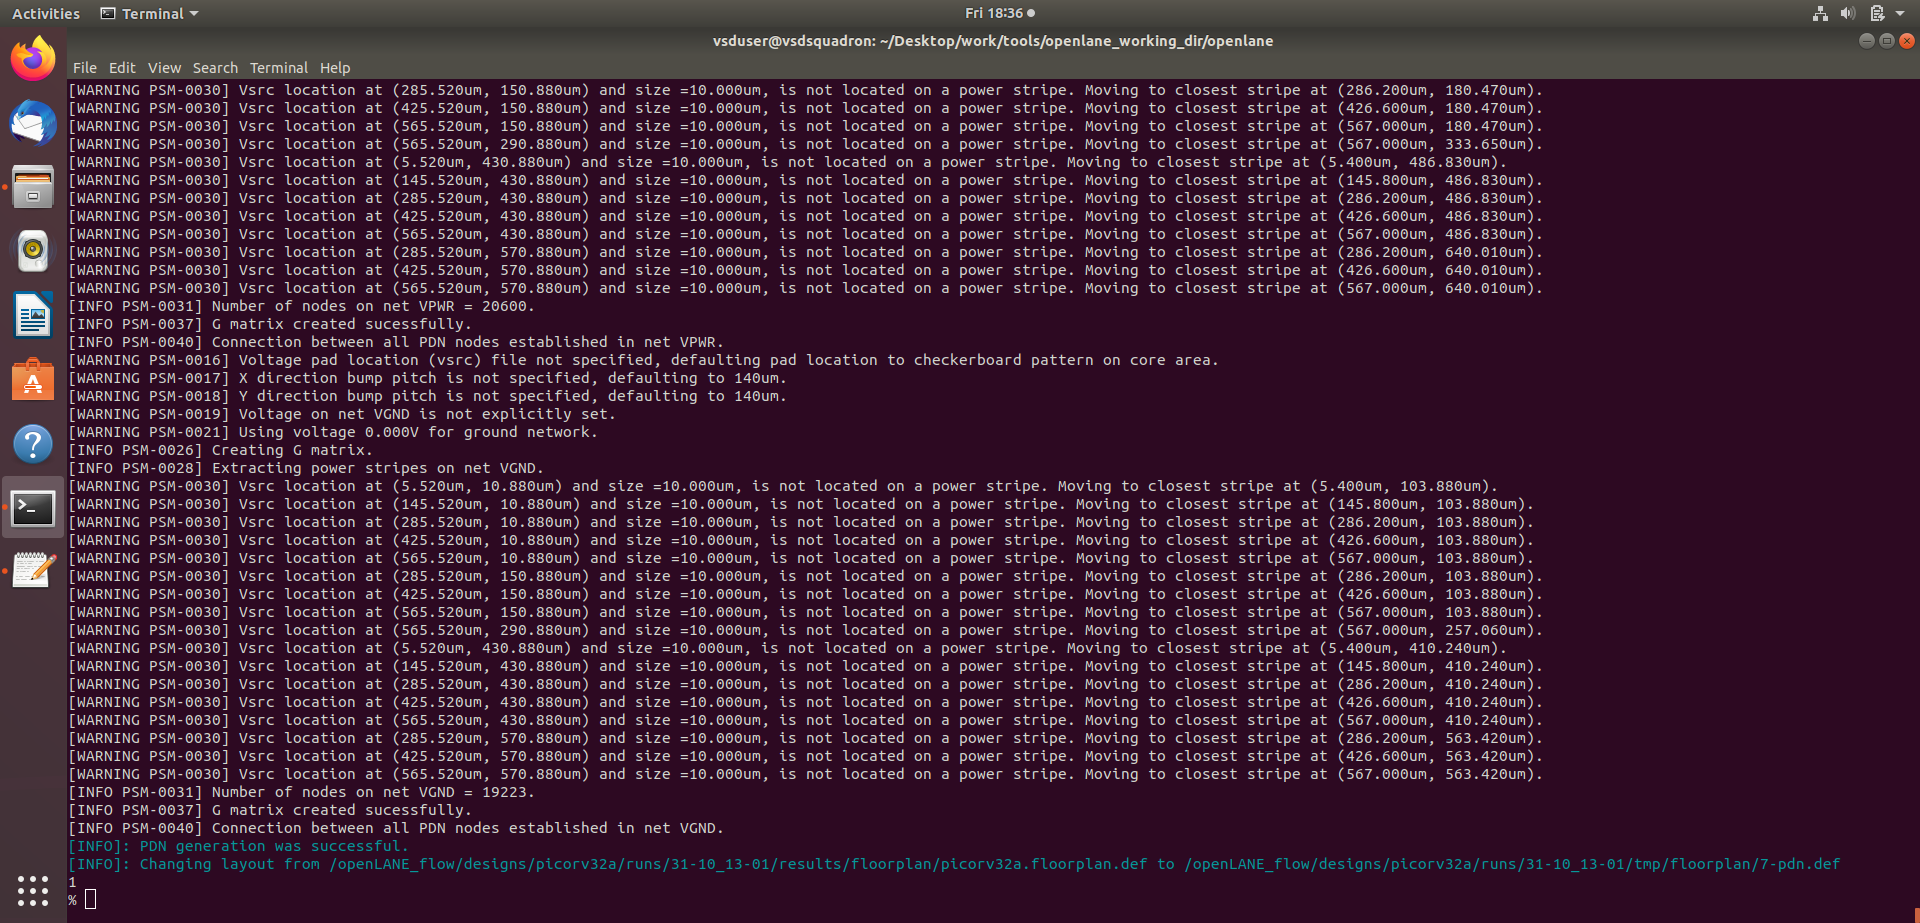 Activities Terminal Fri 18:36
vsduser@vsdsquadron: ~/Desktop/work/tools/openlane_working_dir/openlane
File Edit View Search Terminal Help
[WARNING PSM-0030] Vsrc location at (285.520um, 150.880um) and size =10.000um, is not located on a power stripe. Moving to closest stripe at (286.200um, 180.470um).
[WARNING PSM-0030] Vsrc location at (425.520um, 150.880um) and size =10.000um, is not located on a power stripe. Moving to closest stripe at (426.600um, 180.470um).
[WARNING PSM-0030] Vsrc location at (565.520um, 150.880um) and size =10.000um, is not located on a power stripe. Moving to closest stripe at (567.000um, 180.470um).
[WARNING PSM-0030] Vsrc location at (565.520um, 290.880um) and size =10.000um, is not located on a power stripe. Moving to closest stripe at (567.000um, 333.650um).
[WARNING PSM-0030] Vsrc location at (5.520um, 430.880um) and size =10.000um, is not located on a power stripe. Moving to closest stripe at (5.400um, 486.830um).
[WARNING PSM-0030] Vsrc location at (145.520um, 430.880um) and size =10.000um, is not located on a power stripe. Moving to closest stripe at (145.800um, 486.830um).
[WARNING PSM-0030] Vsrc location at (285.520um, 430.880um) and size =10.000um, is not located on a power stripe. Moving to closest stripe at (286.200um, 486.830um).
[WARNING PSM-0030] Vsrc location at (425.520um, 430.880um) and size =10.000um, is not located on a power stripe. Moving to closest stripe at (426.600um, 486.830um).
[WARNING PSM-0030] Vsrc location at (565.520um, 430.880um) and size =10.000um, is not located on a power stripe. Moving to closest stripe at (567.000um, 486.830um).
[WARNING PSM-0030] Vsrc location at (285.520um, 570.880um) and size =10.000um, is not located on a power stripe. Moving to closest stripe at (286.200um, 640.010um).
[WARNING PSM-0030] Vsrc location at (425.520um, 570.880um) and size =10.000um, is not located on a power stripe. Moving to closest stripe at (426.600um, 640.010um).
[WARNING PSM-0030] Vsrc location at (565.520um, 570.880um) and size =10.000um, is not located on a power stripe. Moving to closest stripe at (567.000um, 640.010um).
[INFO PSM-0031] Number of nodes on net VPWR = 20600.
[INFO PSM-0037] G matrix created sucessfully.
[INFO PSM-0040] Connection between all PDN nodes established in net VPWR.
[WARNING PSM-0016] Voltage pad location (vsrc) file not specified, defaulting pad location to checkerboard pattern on core area.
[WARNING PSM-0017] X direction bump pitch is not specified, defaulting to 140um.
[WARNING PSM-0018] Y direction bump pitch is not specified, defaulting to 140um.
[WARNING PSM-0019] Voltage on net VGND is not explicitly set.
[WARNING PSM-0021] Using voltage 0.000V for ground network.
[INFO PSM-0026] Creating G matrix.
[INFO PSM-0028] Extracting power stripes on net VGND.
[WARNING PSM-0030] Vsrc location at (5.520um, 10.880um) and size =10.000um, is not located on a power stripe. Moving to closest stripe at (5.400um, 103.880um).
[WARNING PSM-0030] Vsrc location at (145.520um, 10.880um) and size =10.000um, is not located on a power stripe. Moving to closest stripe at (145.800um, 103.880um).
[WARNING PSM-0030] Vsrc location at (285.520um, 10.880um) and size =10.000um, is not located on a power stripe. Moving to closest stripe at (286.200um, 103.880um).
[WARNING PSM-0030] Vsrc location at (425.520um, 10.880um) and size =10.000um, is not located on a power stripe. Moving to closest stripe at (426.600um, 103.880um).
[WARNING PSM-0030] Vsrc location at (565.520um, 10.880um) and size =10.000um, is not located on a power stripe. Moving to closest stripe at (567.000um, 103.880um).
[WARNING PSM-0030] Vsrc location at (285.520um, 150.880um) and size =10.000um, is not located on a power stripe. Moving to closest stripe at (286.200um, 103.880um).
[WARNING PSM-0030] Vsrc location at (425.520um, 150.880um) and size =10.000um, is not located on a power stripe. Moving to closest stripe at (426.600um, 103.880um).
[WARNING PSM-0030] Vsrc location at (565.520um, 150.880um) and size =10.000um, is not located on a power stripe. Moving to closest stripe at (567.000um, 103.880um).
[WARNING PSM-0030] Vsrc location at (565.520um, 290.880um) and size =10.000um, is not located on a power stripe. Moving to closest stripe at (567.000um, 257.060um).
[WARNING PSM-0030] Vsrc location at (5.520um, 430.880um) and size =10.000um, is not located on a power stripe. Moving to closest stripe at (5.400um, 410.240um).
[WARNING PSM-0030] Vsrc location at (145.520um, 430.880um) and size =10.000um, is not located on a power stripe. Moving to closest stripe at (145.800um, 410.240um).
[WARNING PSM-0030] Vsrc location at (285.520um, 430.880um) and size =10.000um, is not located on a power stripe. Moving to closest stripe at (286.200um, 410.240um).
[WARNING PSM-0030] Vsrc location at (425.520um, 430.880um) and size =10.000um, is not located on a power stripe. Moving to closest stripe at (426.600um, 410.240um).
[WARNING PSM-0030] Vsrc location at (565.520um, 430.880um) and size =10.000um, is not located on a power stripe. Moving to closest stripe at (567.000um, 410.240um).
[WARNING PSM-0030] Vsrc location at (285.520um, 570.880um) and size =10.000um, is not located on a power stripe. Moving to closest stripe at (286.200um, 563.420um).
[WARNING PSM-0030] Vsrc location at (425.520um, 570.880um) and size =10.000um, is not located on a power stripe. Moving to closest stripe at (426.600um, 563.420um).
[WARNING PSM-0030] Vsrc location at (565.520um, 570.880um) and size =10.000um, is not located on a power stripe. Moving to closest stripe at (567.000um, 563.420um).
[INFO PSM-0031] Number of nodes on net VGND = 19223.
[INFO PSM-0037] G matrix created sucessfully.
[INFO PSM-0040] Connection between all PDN nodes established in net VGND.
[INFO]: PDN generation was successful.
[INFO]: Changing layout from /openLANE_flow/designs/picorv32a/runs/31-10_13-01/results/floorplan/picorv32a.floorplan.def to /openLANE_flow/designs/picorv32a/runs/31-10_13-01/tmp/floorplan/7-pdn.def
1
%